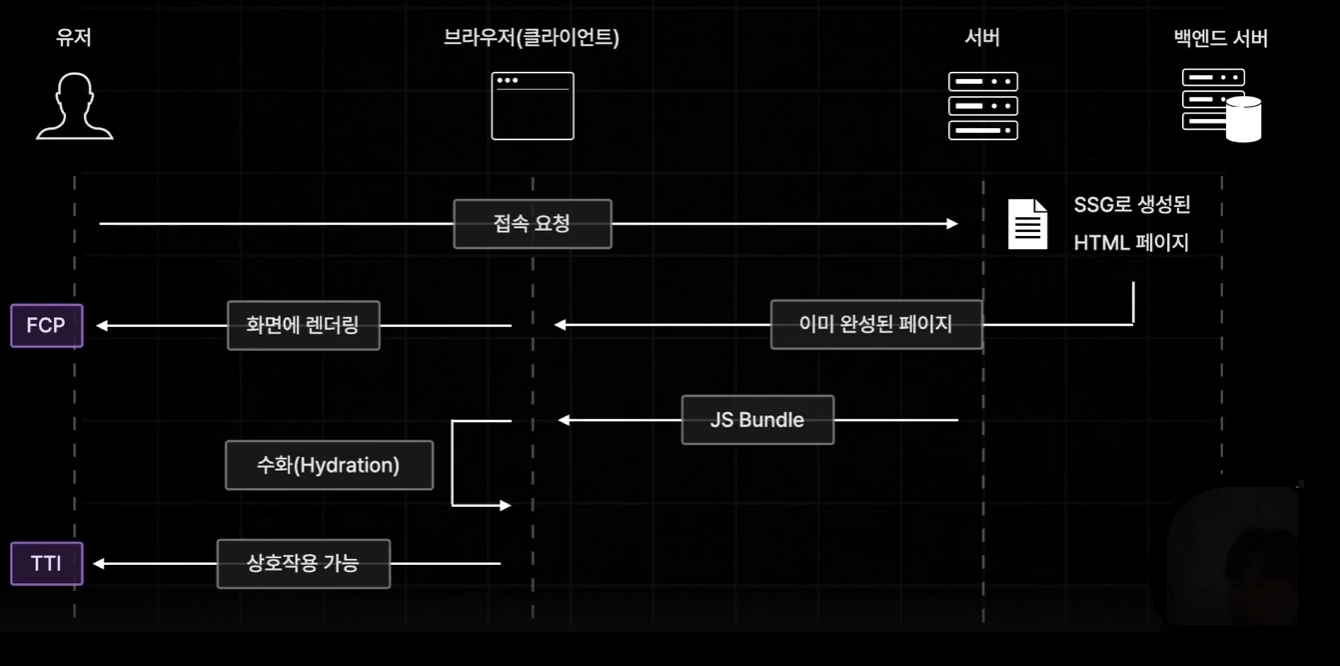 유저
브라우저(클라이언트)
서버
백엔드 서버
접속 요청
SSG로 생성된
HTML 페이지
FCP
화면에 렌더링
이미 완성된 페이지
JS Bundle
수화(Hydration)
TTI
상호작용 가능